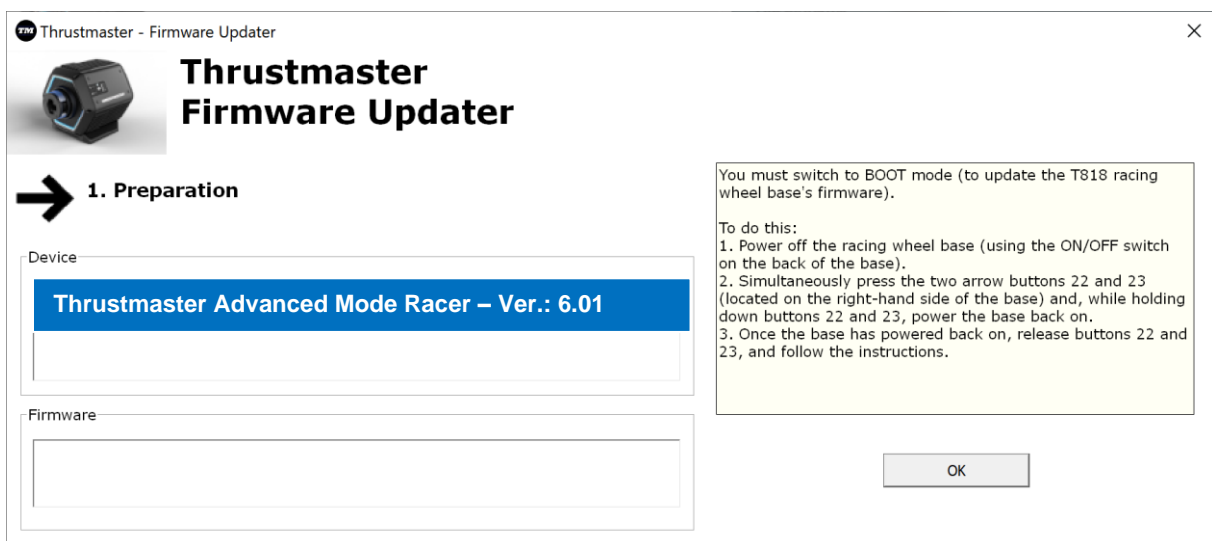 TM Thrustmaster - Firmware Updater
Thrustmaster
Firmware Updater
1. Preparation
Device
Thrustmaster Advanced Mode Racer – Ver.: 6.01
Firmware
You must switch to BOOT mode (to update the T818 racing
wheel base's firmware).
To do this:
1. Power off the racing wheel base (using the ON/OFF switch
on the back of the base).
2. Simultaneously press the two arrow buttons 22 and 23
(located on the right-hand side of the base) and, while holding
down buttons 22 and 23, power the base back on.
3. Once the base has powered back on, release buttons 22 and
23, and follow the instructions.
OK